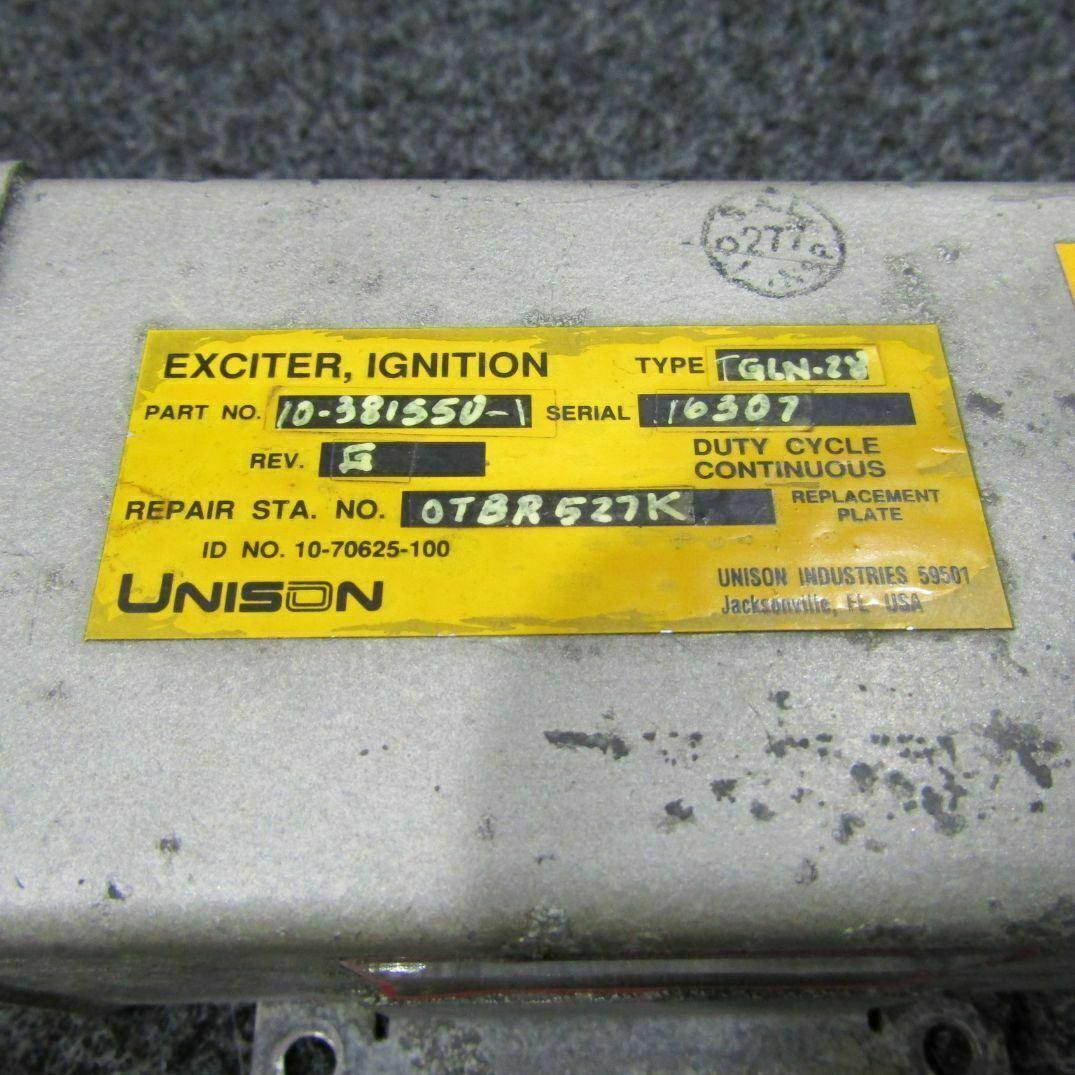 277
EXCITER, IGNITION TYPE TGLN-28
PART NO. 10-381550-1 SERIAL 16307
REV. G DUTY CYCLE
CONTINUOUS
REPAIR STA. NO. OTBR527K REPLACEMENT
PLATE
ID NO. 10-70625-100
UNISON UNISON INDUSTRIES 59501
Jacksonville, FL USA